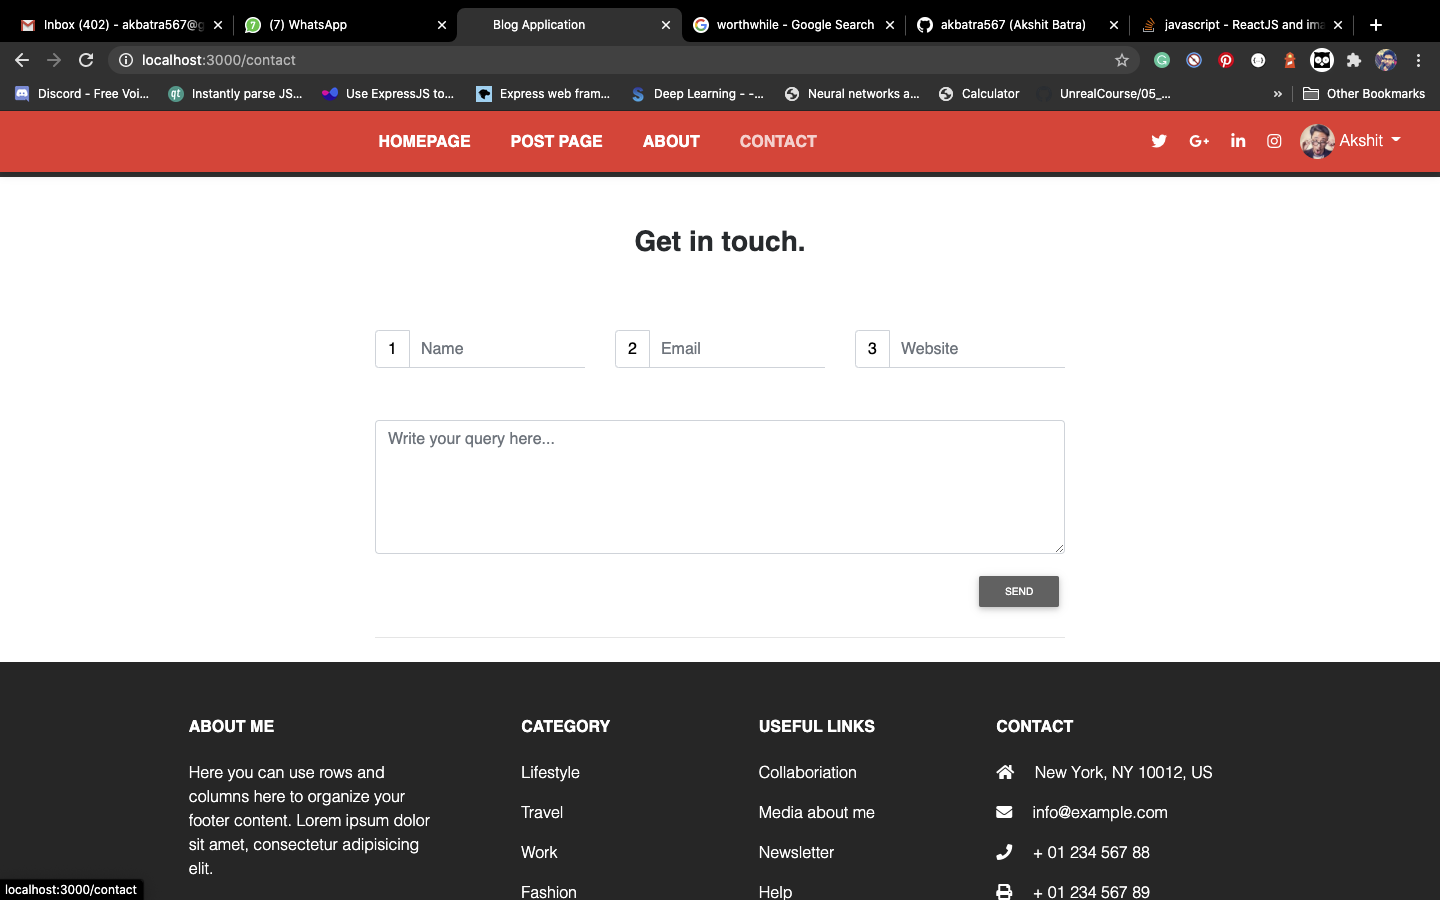 Inbox (402) - akbatra567@g
(7) WhatsApp
Blog Application
worthwhile - Google Search
akbatra567 (Akshit Batra)
javascript - ReactJS and ima
localhost:3000/contact
Discord - Free Voi...
Instantly parse JS...
Use ExpressJS to...
Express web fram...
Deep Learning - -...
Neural networks a...
Calculator
UnrealCourse/05_...
»
Other Bookmarks
HOMEPAGE
POST PAGE
ABOUT
CONTACT
Akshit
Get in touch.
1 Name
2 Email
3 Website
Write your query here...
SEND
ABOUT ME
Here you can use rows and
columns here to organize your
footer content. Lorem ipsum dolor
sit amet, consectetur adipisicing
elit.
CATEGORY
Lifestyle
Travel
Work
Fashion
USEFUL LINKS
Collaboriation
Media about me
Newsletter
Help
CONTACT
New York, NY 10012, US
info@example.com
+ 01 234 567 88
+ 01 234 567 89
localhost:3000/contact